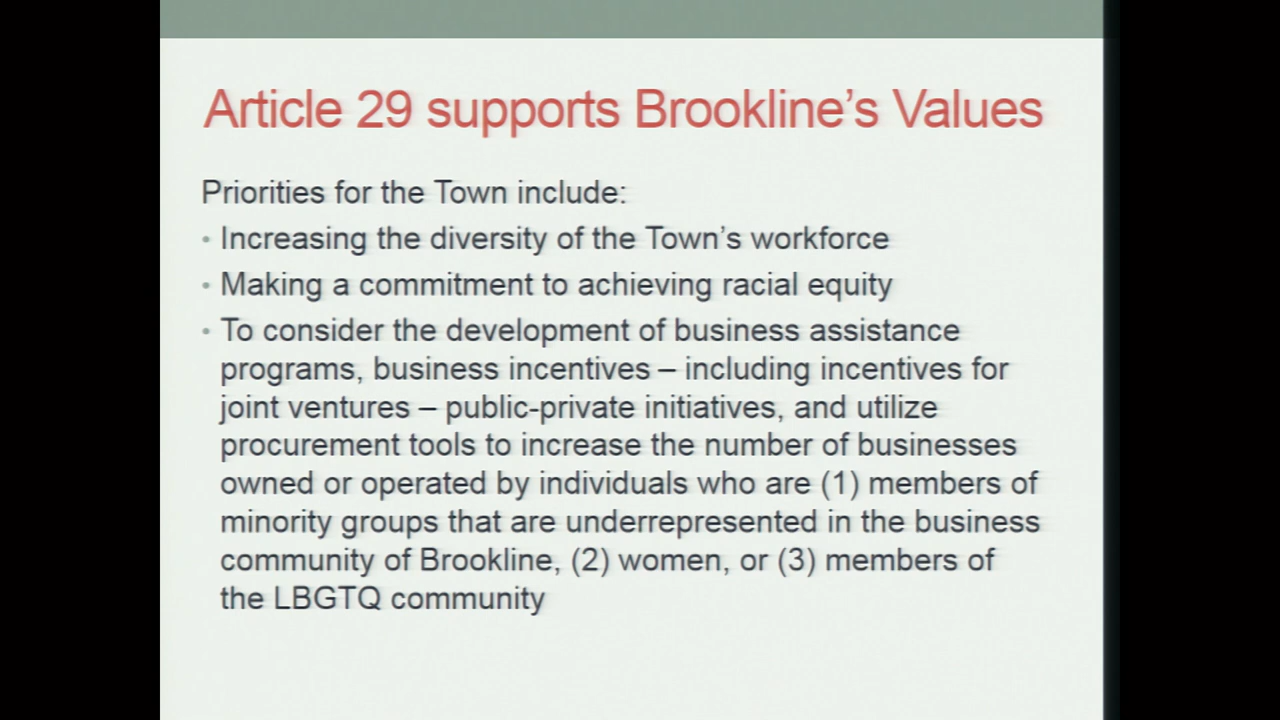 Article 29 supports Brookline's Values
Priorities for the Town include:
• Increasing the diversity of the Town's workforce
• Making a commitment to achieving racial equity
• To consider the development of business assistance
programs, business incentives – including incentives for
joint ventures – public-private initiatives, and utilize
procurement tools to increase the number of businesses
owned or operated by individuals who are (1) members of
minority groups that are underrepresented in the business
community of Brookline, (2) women, or (3) members of
the LBGTQ community